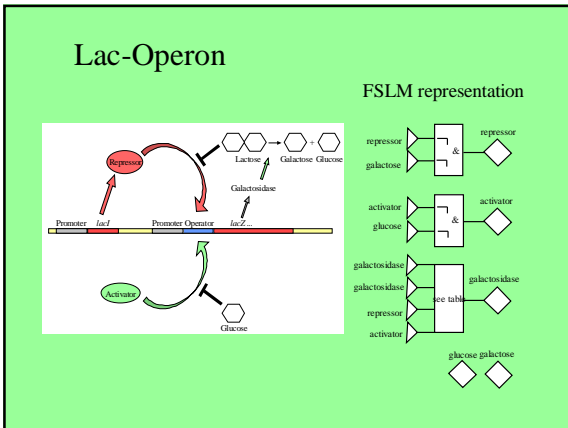 Lac-Operon
FSLM representation
Repressor
Lactose
Galactose
+
Glucose
Galactosidase
Promoter
lacI
Promoter
Operator
lacZ ...
Activator
Glucose
repressor
galactose
&
repressor
activator
glucose
&
activator
galactosidase
galactosidase
repressor
activator
see table
galactosidase
glucose
galactose